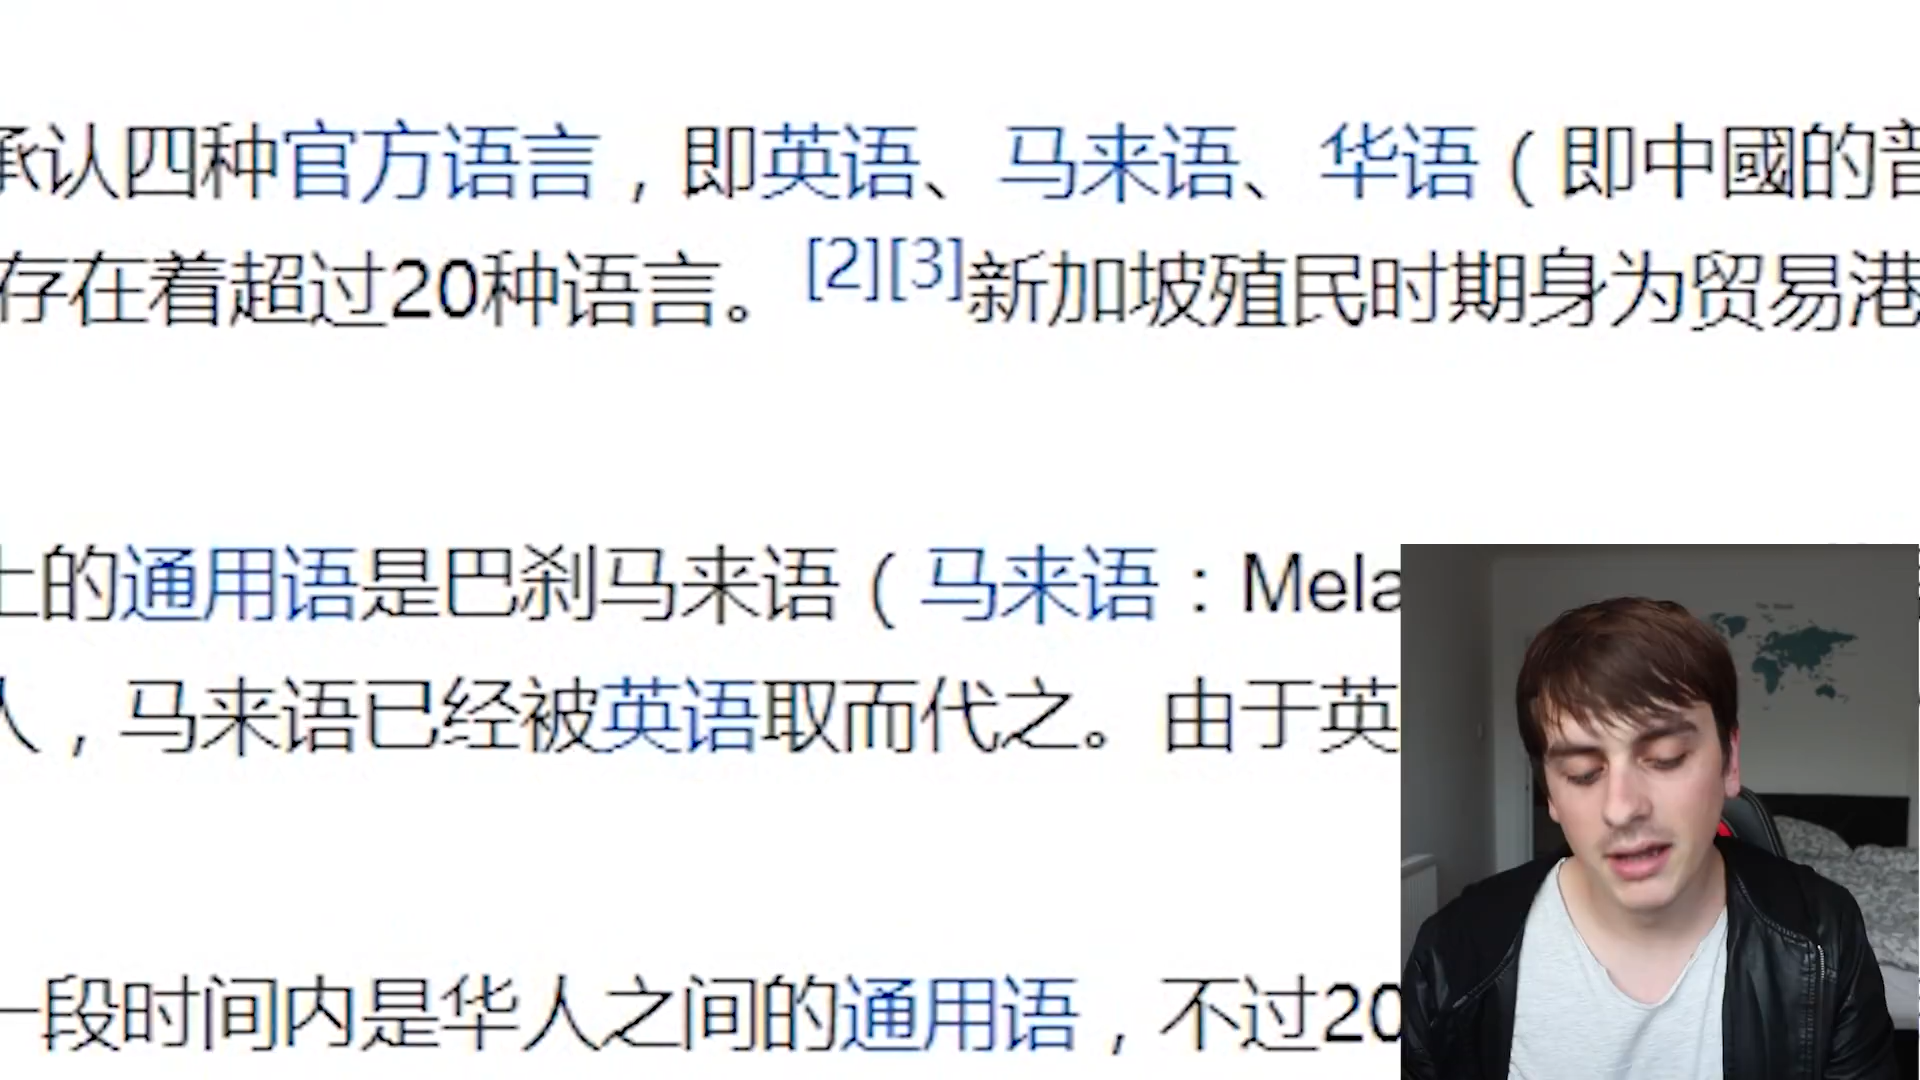 承认四种官方语言，即英语、马来语、华语（即中國的普
存在着超过20种语言。[2][3]新加坡殖民时期身为贸易港
上的通用语是巴刹马来语（马来语：Mela
人，马来语已经被英语取而代之。由于英
一段时间内是华人之间的通用语，不过20